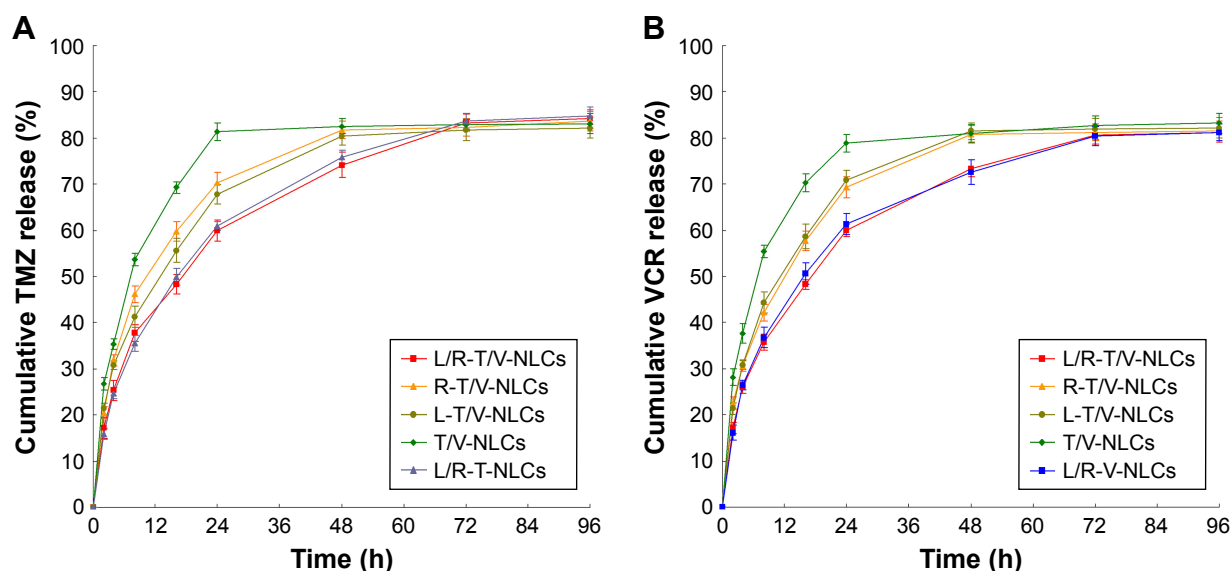 A
Cumulative TMZ release (%)
100
90
80
70
60
50
40
30
20
10
0
0 12 24 36 48 60 72 84 96
Time (h)
L/R-T/V-NLCs
R-T/V-NLCs
L-T/V-NLCs
T/V-NLCs
L/R-T-NLCs
B
Cumulative VCR release (%)
100
90
80
70
60
50
40
30
20
10
0
0 12 24 36 48 60 72 84 96
Time (h)
L/R-T/V-NLCs
R-T/V-NLCs
L-T/V-NLCs
T/V-NLCs
L/R-V-NLCs